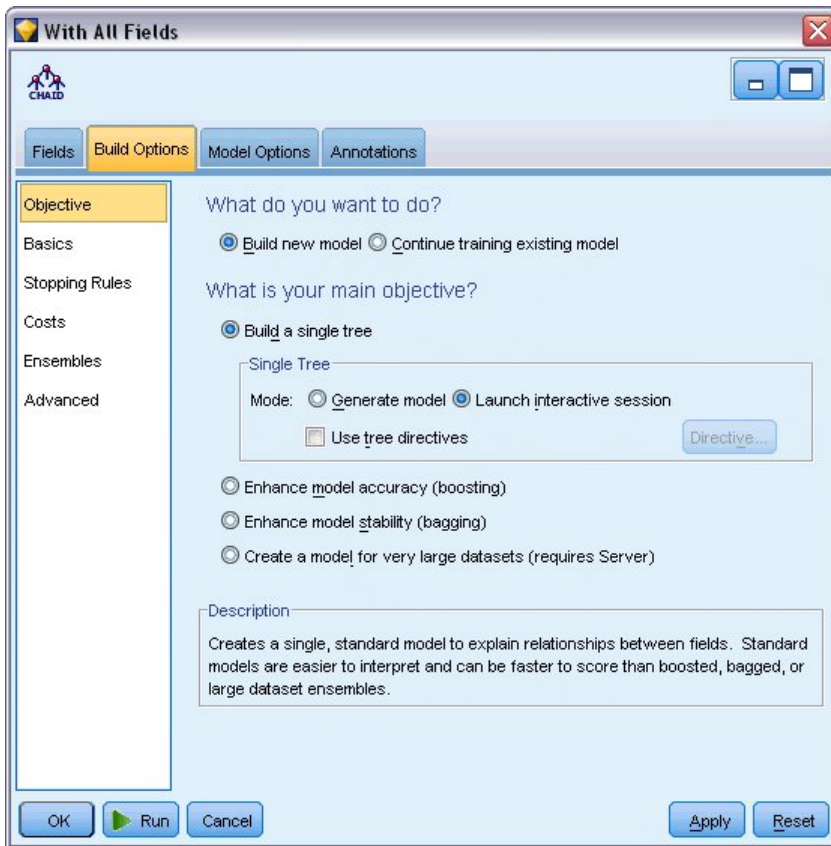 With All Fields
CHAID
Fields
Build Options
Model Options
Annotations
Objective
Basics
Stopping Rules
Costs
Ensembles
Advanced
What do you want to do?
Build new model
Continue training existing model
What is your main objective?
Build a single tree
Single Tree
Mode:
Generate model
Launch interactive session
Use tree directives
Directive...
Enhance model accuracy (boosting)
Enhance model stability (bagging)
Create a model for very large datasets (requires Server)
Description
Creates a single, standard model to explain relationships between fields. Standard
models are easier to interpret and can be faster to score than boosted, bagged, or
large dataset ensembles.
OK
Run
Cancel
Apply
Reset